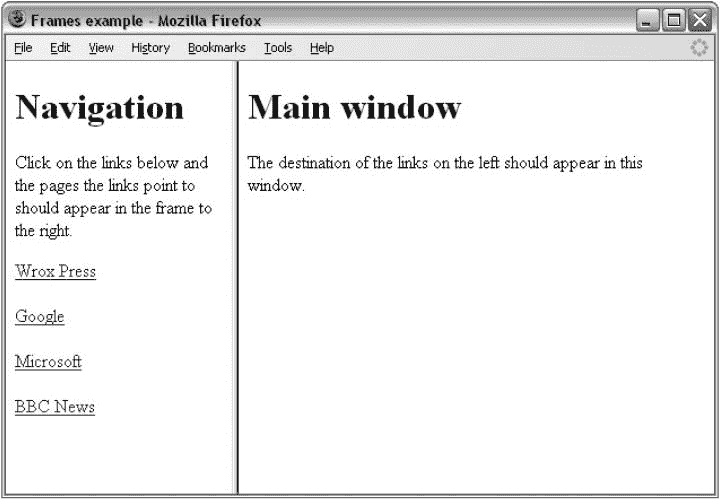 Frames example - Mozilla Firefox
File Edit View History Bookmarks Tools Help
Navigation
Click on the links below and
the pages the links point to
should appear in the frame to
the right.
Wrox Press
Google
Microsoft
BBC News
Main window
The destination of the links on the left should appear in this
window.